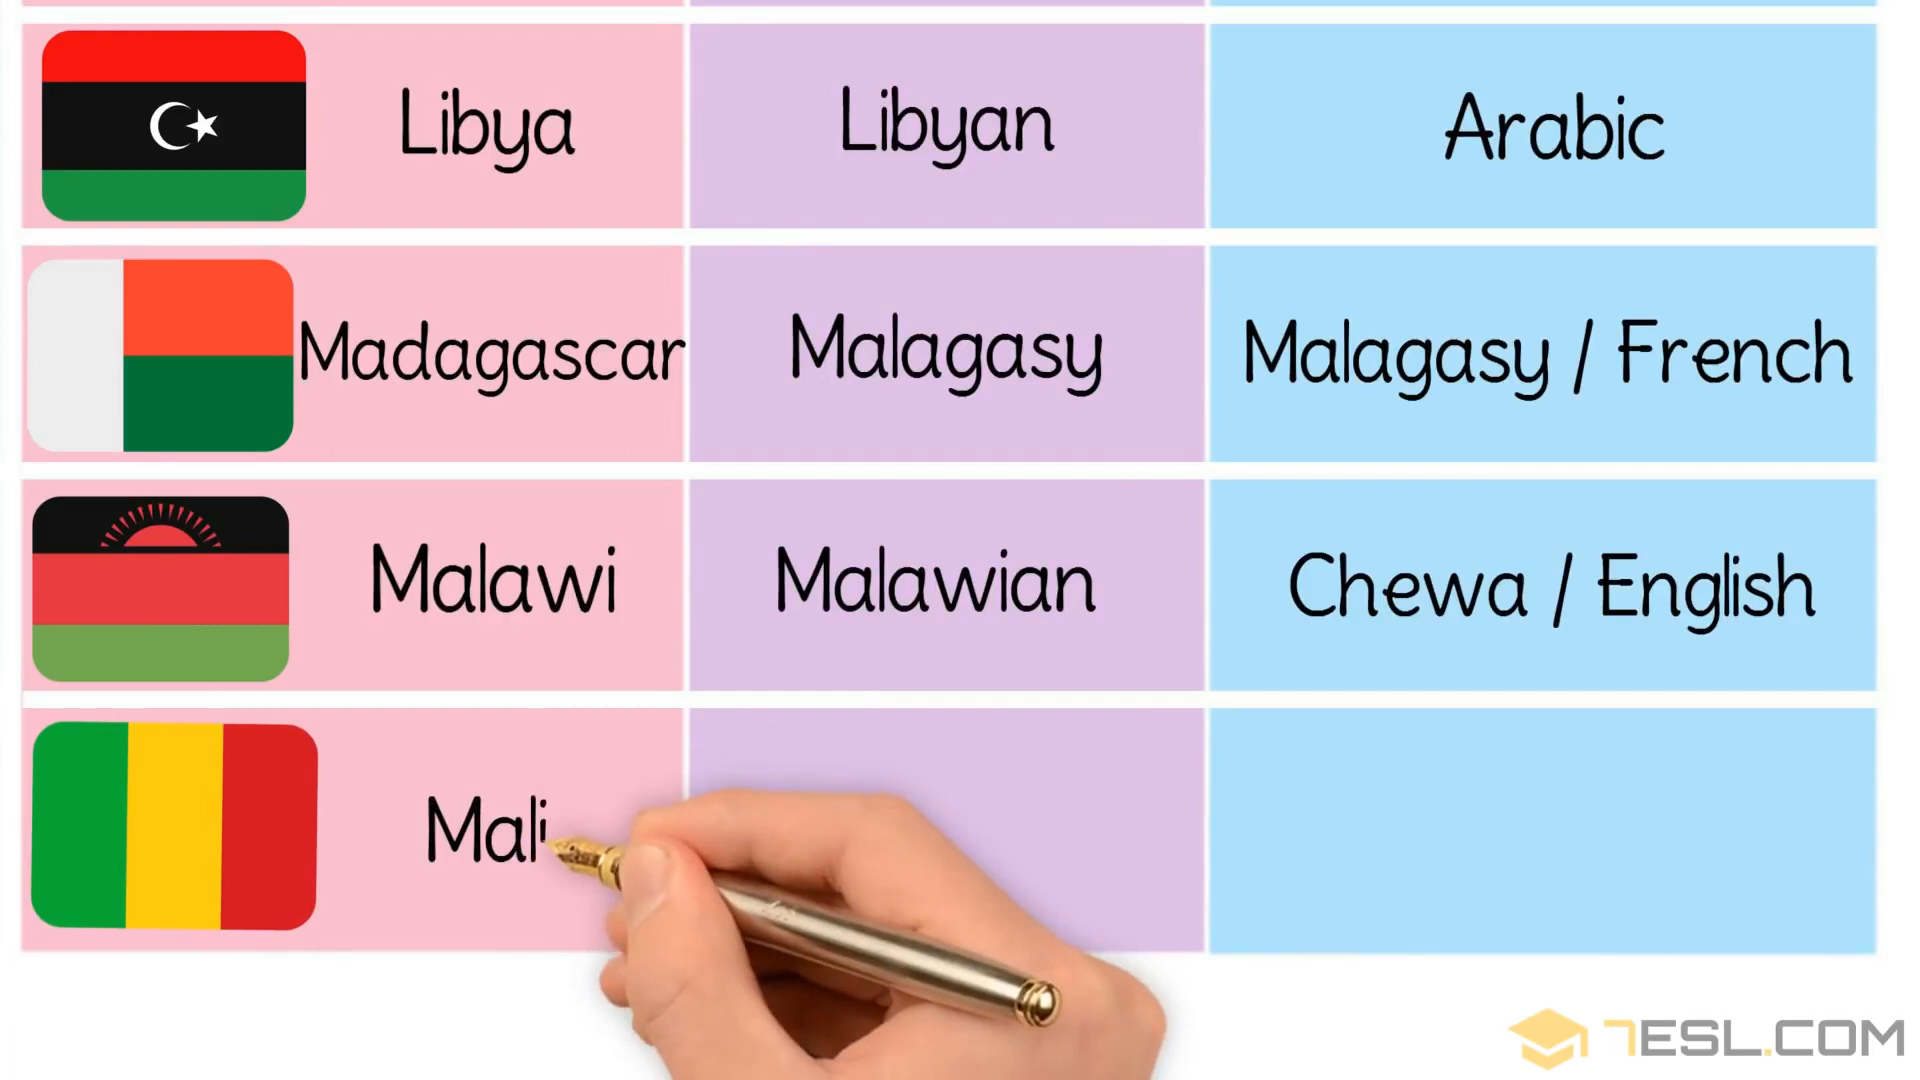 Libya Libyan Arabic
Madagascar Malagasy Malagasy / French
Malawi Malawian Chewa / English
Mali
7ESL.COM